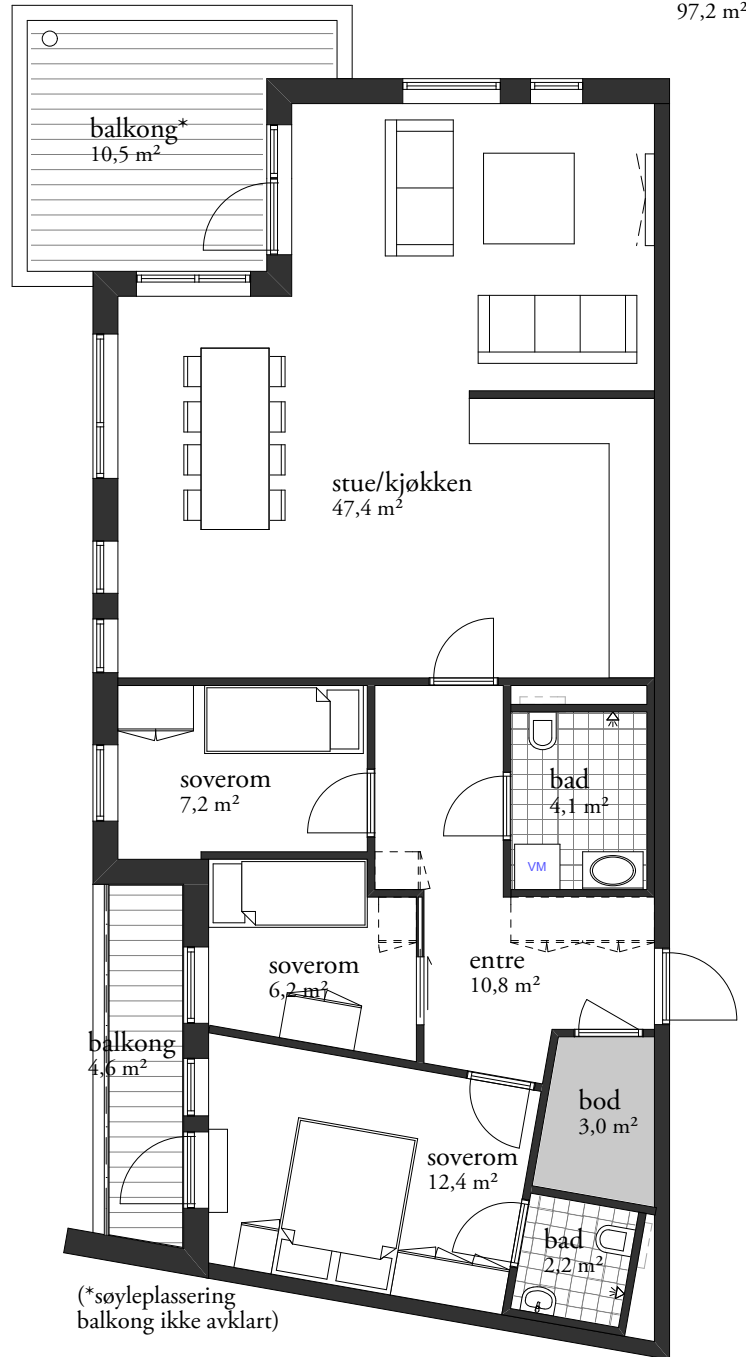 97,2 m²
balkong*
10,5 m²
stue/kjøkken
47,4 m²
soverom
7,2 m²
bad
4,1 m²
VM
soverom
6,2 m²
entre
10,8 m²
balkong
4,6 m²
bod
3,0 m²
soverom
12,4 m²
bad
2,2 m²
(*søyleplassering
balkong ikke avklart)